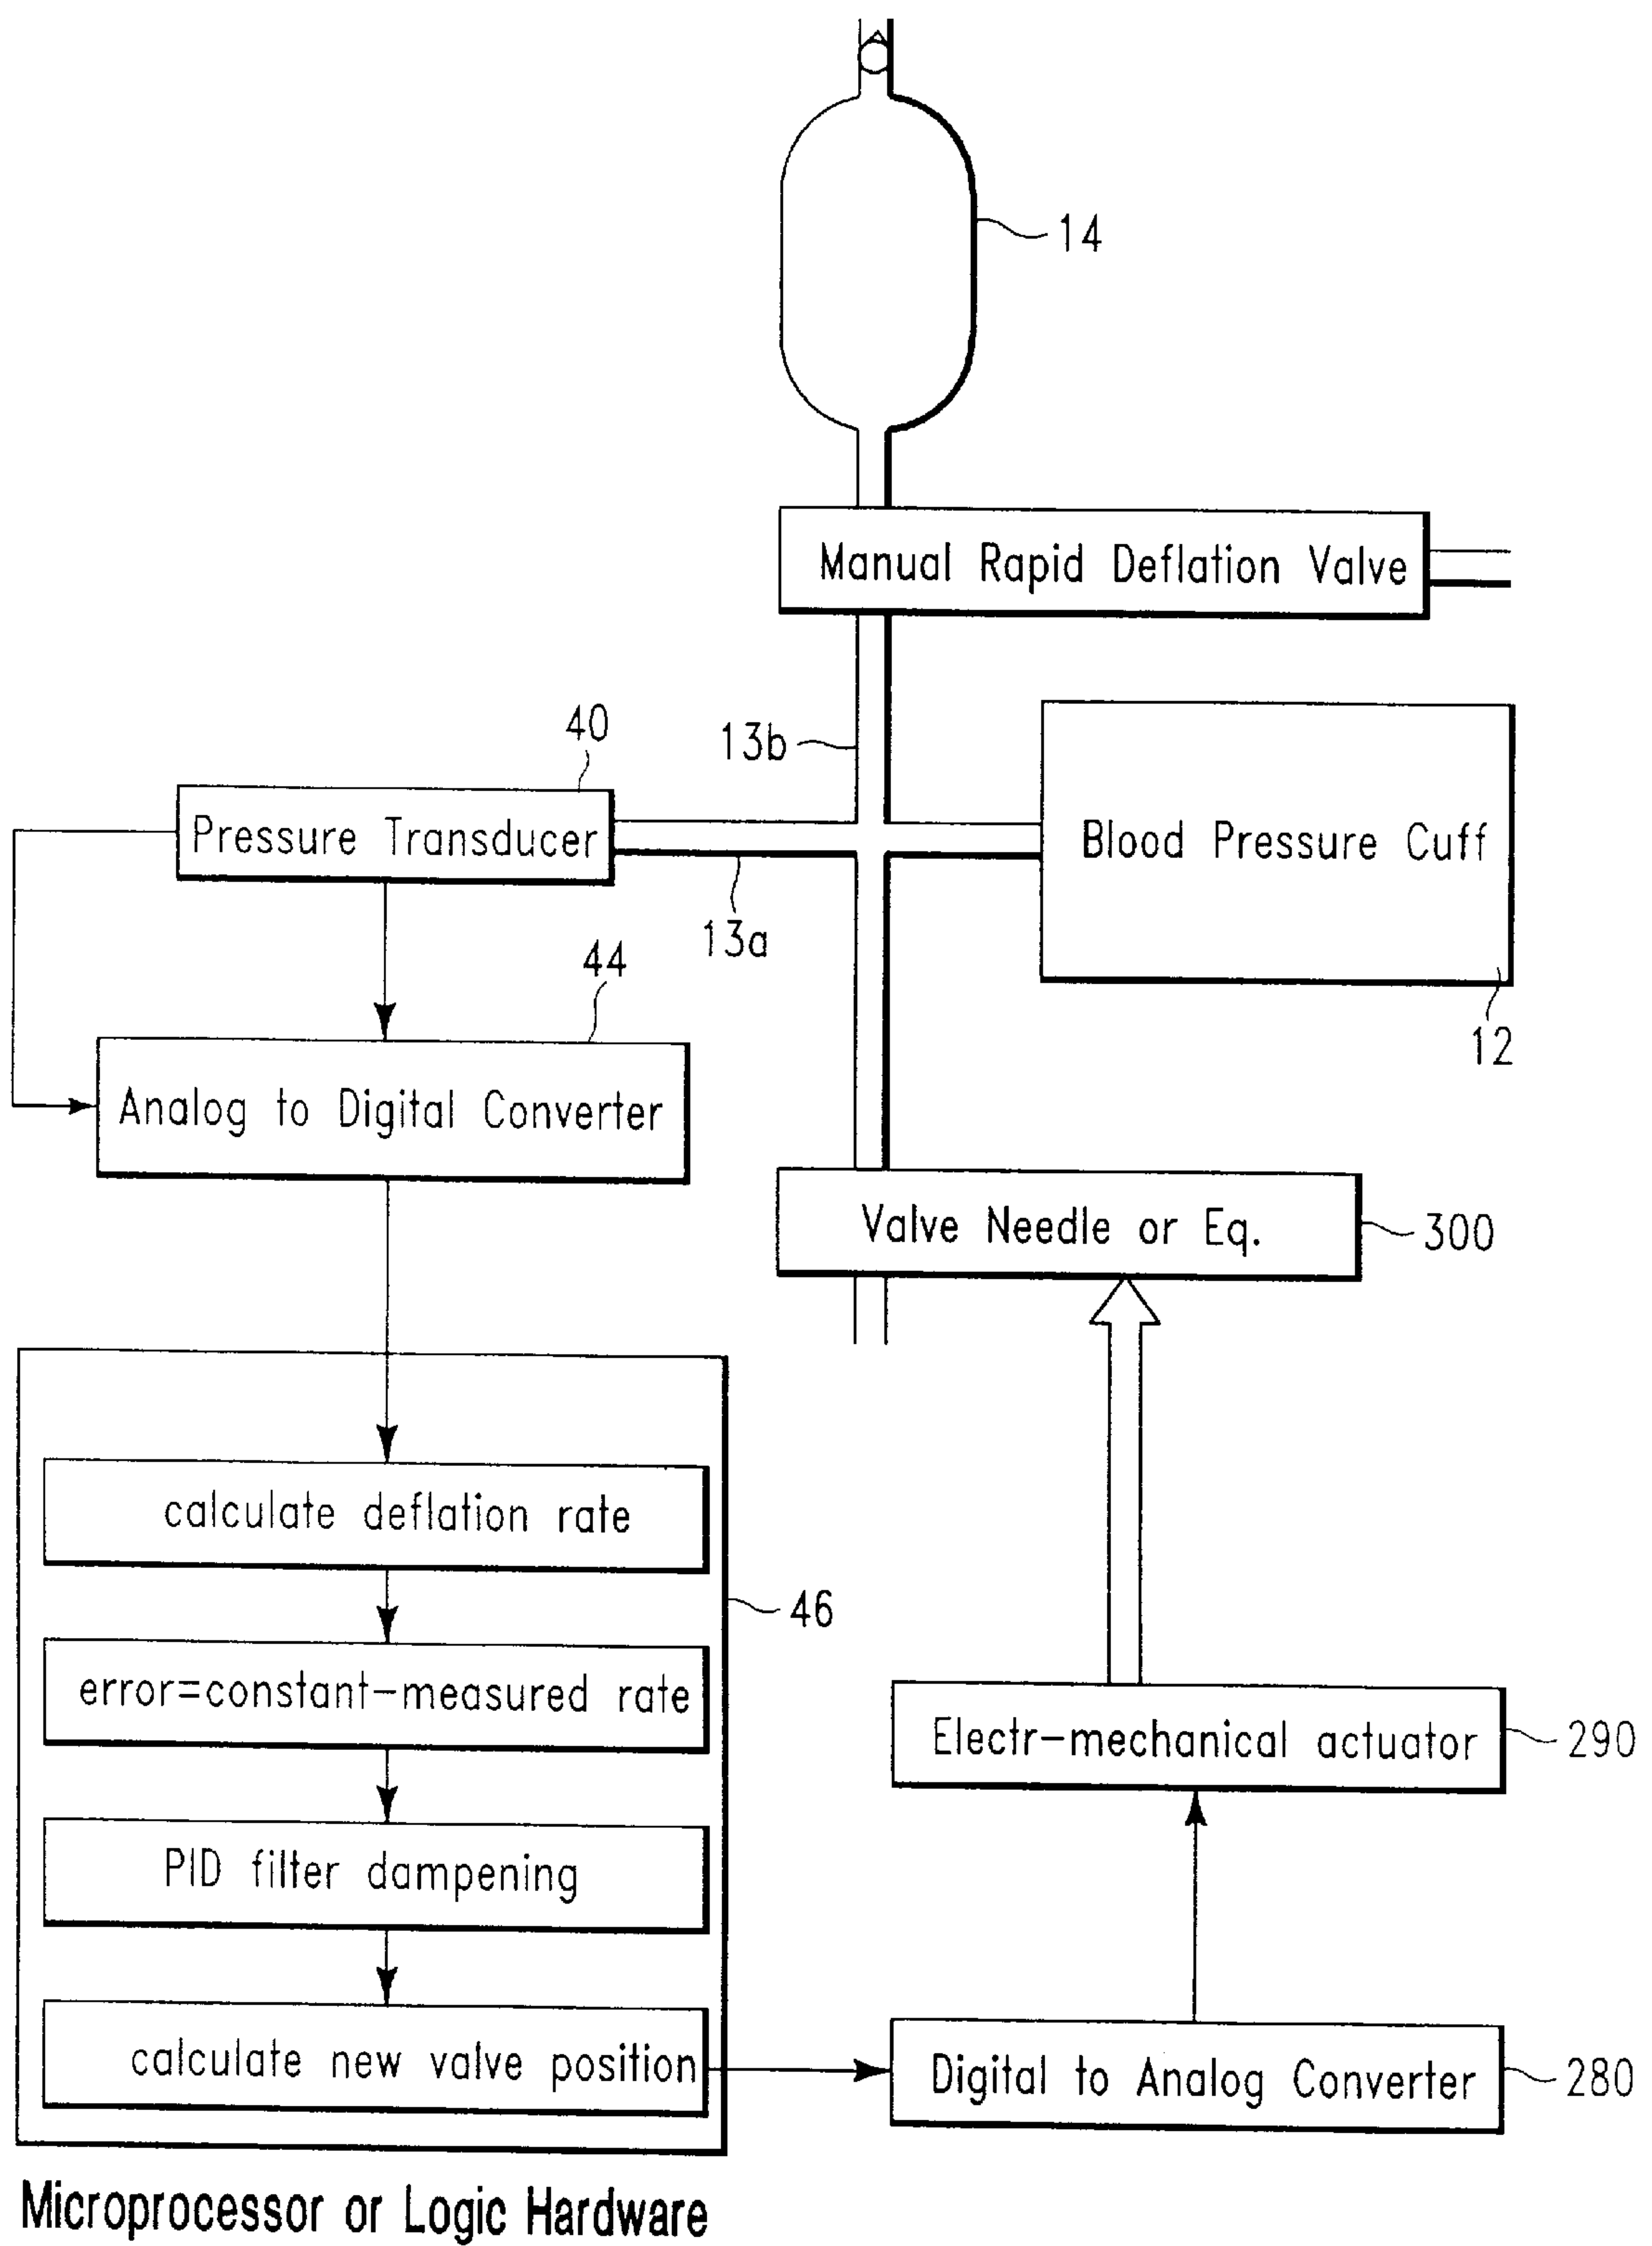 14
Manual Rapid Deflation Valve
40
13b
Pressure Transducer
Blood Pressure Cuff
13a
44
12
Analog to Digital Converter
Valve Needle or Eq.
300
calculate deflation rate
46
error=constant-measured rate
Electr-mechanical actuator
290
PID filter dampening
calculate new valve position
Digital to Analog Converter
280
Microprocessor or Logic Hardware